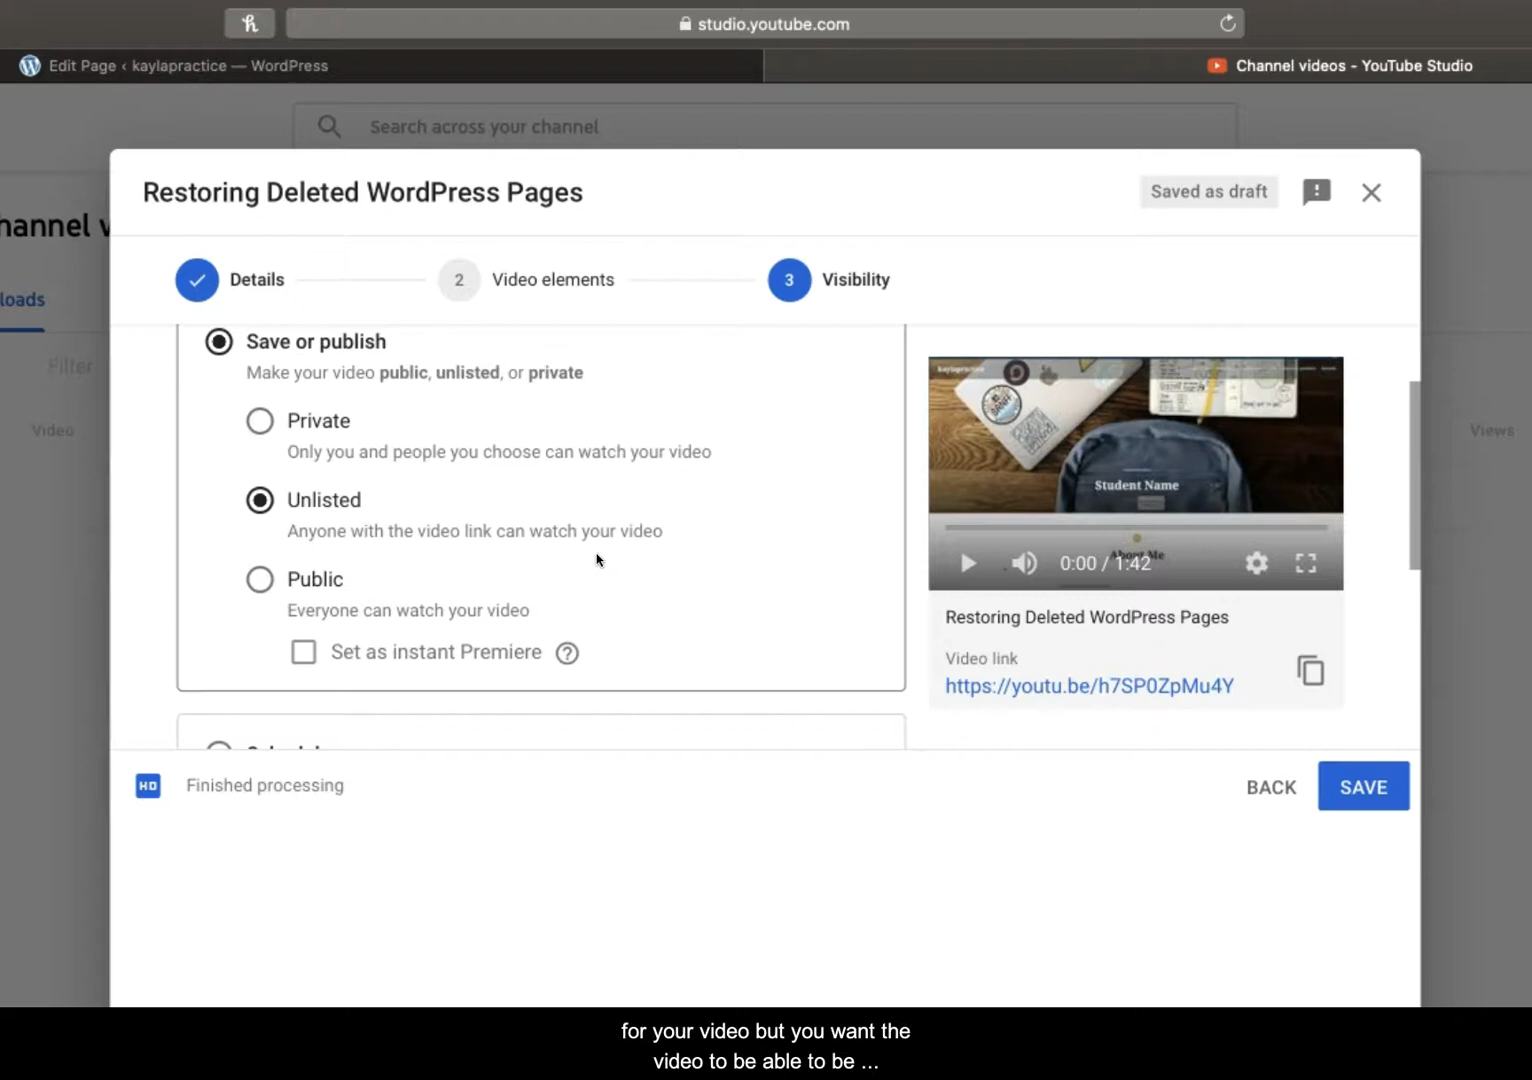 studio.youtube.com
Edit Page ‹ kaylapractice — WordPress
Channel videos - YouTube Studio
Search across your channel
Restoring Deleted WordPress Pages
Saved as draft
hannel v
Details
2
Video elements
3
Visibility
loads
Save or publish
Make your video public, unlisted, or private
Filter
Private
Only you and people you choose can watch your video
Video
Views
Unlisted
Anyone with the video link can watch your video
Student Name
About Me
0:00 / 1:42
Public
Everyone can watch your video
Set as instant Premiere
Restoring Deleted WordPress Pages
Video link
https://youtu.be/h7SP0ZpMu4Y
HD
Finished processing
BACK
SAVE
for your video but you want the
video to be able to be ...